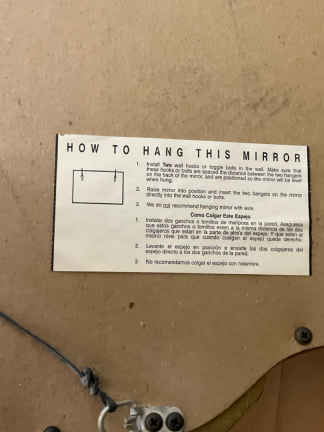 HOW TO HANG THIS MIRROR
1. Install Two wall hooks or toggle bolts in the wall. Make sure that
these hooks or bolts are spaced the distance between the two hangers
on the back of the mirror, and are positioned so the mirror will be level
when hung.
2. Raise mirror into position and insert the two hangers on the mirror
directly into the wall hooks or bolts.
3. We do not recommend hanging mirror with wire.
Como Colgar Este Espejo
1. Instalar dos ganchos o tornillos de mariposa en la pared. Asegurese
que estos ganchos o tornillos esten a la misma distancia de los dos
colgajeros que estan en la parte de atras del espejo. Y que esten al
mismo nivel para que cuando cuelgan el espejo quede derecho.
2. Levante el espejo en posición e inserte los dos colgajeros del
espejo directo a los dos ganchos de la pared.
3. No recomendamos colgar el espejo con halambre.